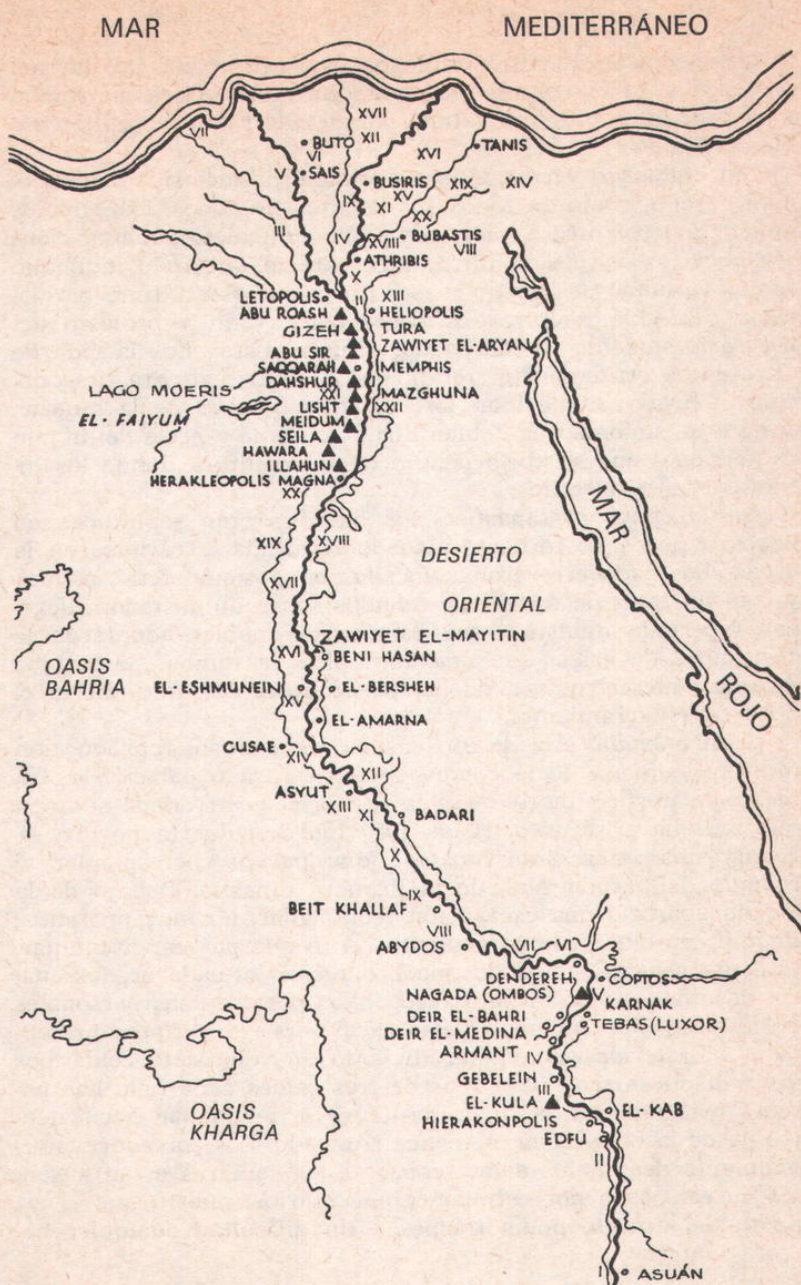 MAR MEDITERRÁNEO
XVII
VII
BUTO XII
VI XVI TANIS
V SAIS
BUSIRIS XIX XIV
XV
IX XI XX
III IV XVIII BUBASTIS
VIII
ATHRIBIS
X
LETOPOLIS II XIII
ABU ROASH HELIOPOLIS
GIZEH TURA
ZAWIYET EL-ARYAN
ABU SIR
SAQQARAH I MEMPHIS
DAHSHUR
LAGO MOERIS XXI MAZGHUNA
LISHT XXII
EL-FAIYUM MEIDUM
SEILA
HAWARA
ILLAHUN
HERAKLEOPOLIS MAGNA
XX
XIX XVIII
DESIERTO
ORIENTAL
XVII
MAR
ROJO
ZAWIYET EL-MAYITIN
XVI BENI HASAN
OASIS
BAHRIA
EL-ESHMUNEIN EL-BERSHEH
XV
EL-AMARNA
CUSAE XIV
XII
ASYUT
XIII XI BADARI
X
IX
BEIT KHALLAF
VIII
ABYDOS VII VI
DENDEREH COPTOS
NAGADA (OMBOS) V
KARNAK
DEIR EL-BAHRI TEBAS (LUXOR)
DEIR EL-MEDINA
ARMANT IV
GEBELEIN
III
EL-KULA EL-KAB
OASIS
KHARGA
HIERAKONPOLIS
EDFU
II
I ASUÁN